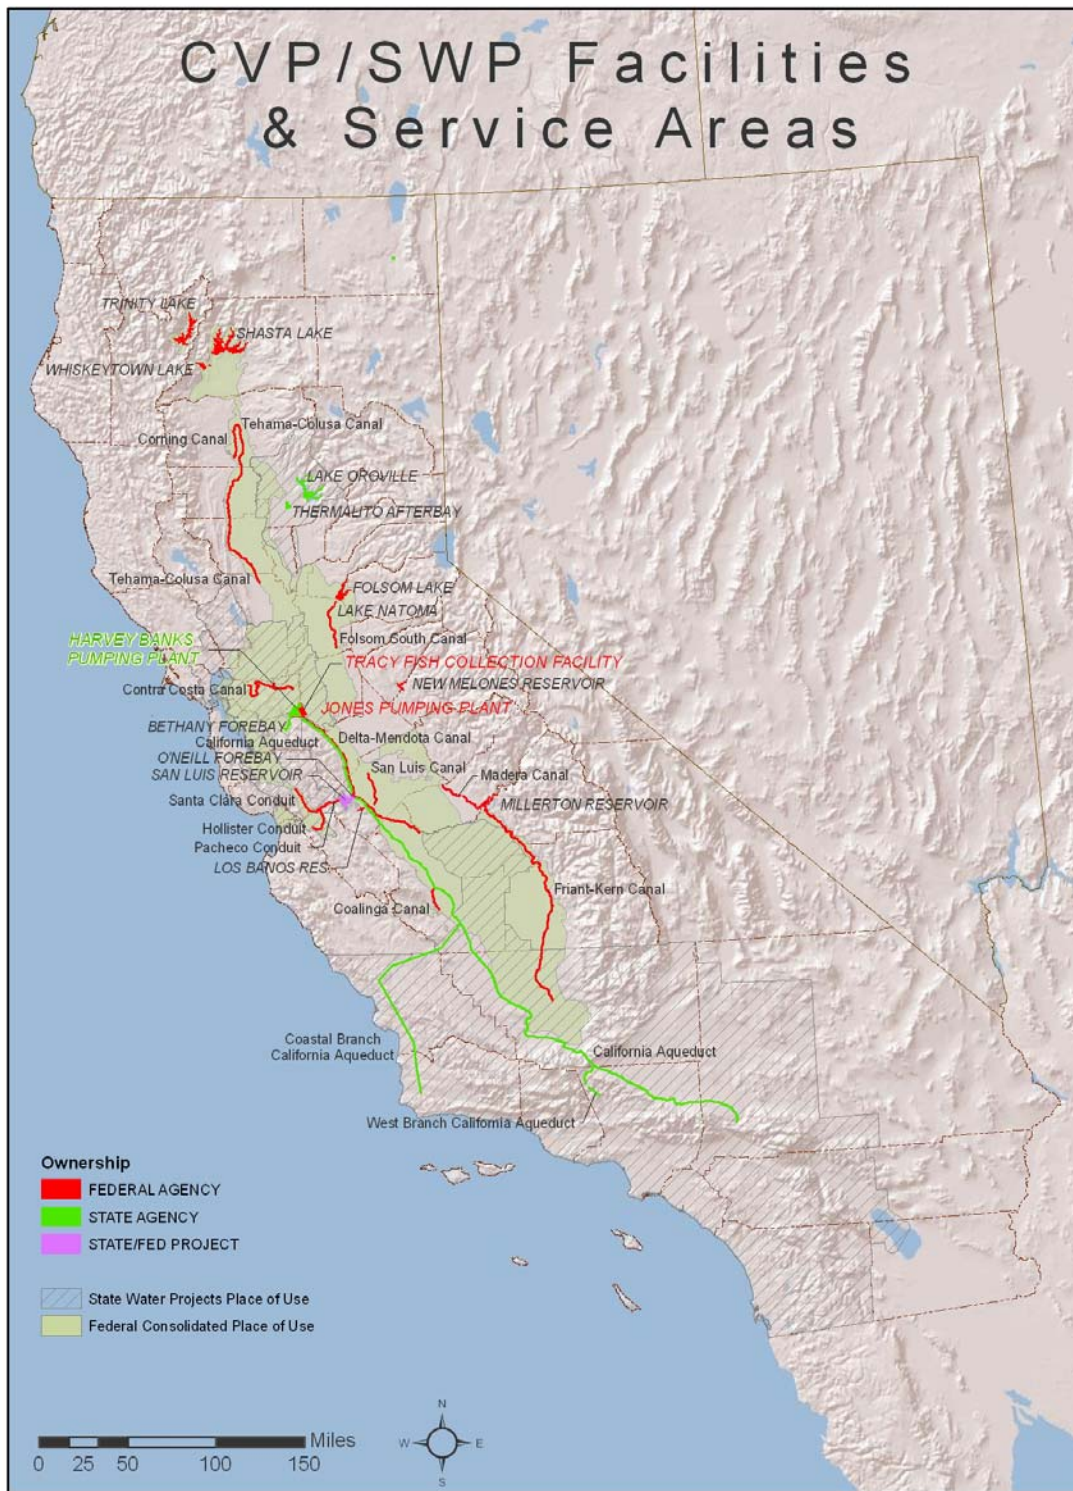 CVP/SWP Facilities
& Service Areas
TRINITY LAKE
SHASTA LAKE
WHISKEYTOWN LAKE
Tehama-Colusa Canal
Corning Canal
LAKE OROVILLE
THERMALITO AFTERBAY
Tehama-Colusa Canal
FOLSOM LAKE
LAKE NATOMA
Folsom South Canal
HARVEY BANKS
PUMPING PLANT
TRACY FISH COLLECTION FACILITY
NEW MELONES RESERVOIR
Contra Costa Canal
JONES PUMPING PLANT
BETHANY FOREBAY
California Aqueduct
Delta-Mendota Canal
O'NEILL FOREBAY
SAN LUIS RESERVOIR
San Luis Canal
Madera Canal
Santa Clara Conduit
MILLERTON RESERVOIR
Hollister Conduit
Pacheco Conduit
LOS BANOS RES
Friant-Kern Canal
Coalinga Canal
Coastal Branch
California Aqueduct
California Aqueduct
West Branch California Aqueduct
Ownership
FEDERAL AGENCY
STATE AGENCY
STATE/FED PROJECT
State Water Projects Place of Use
Federal Consolidated Place of Use
N
W E
S
Miles
0 25 50 100 150